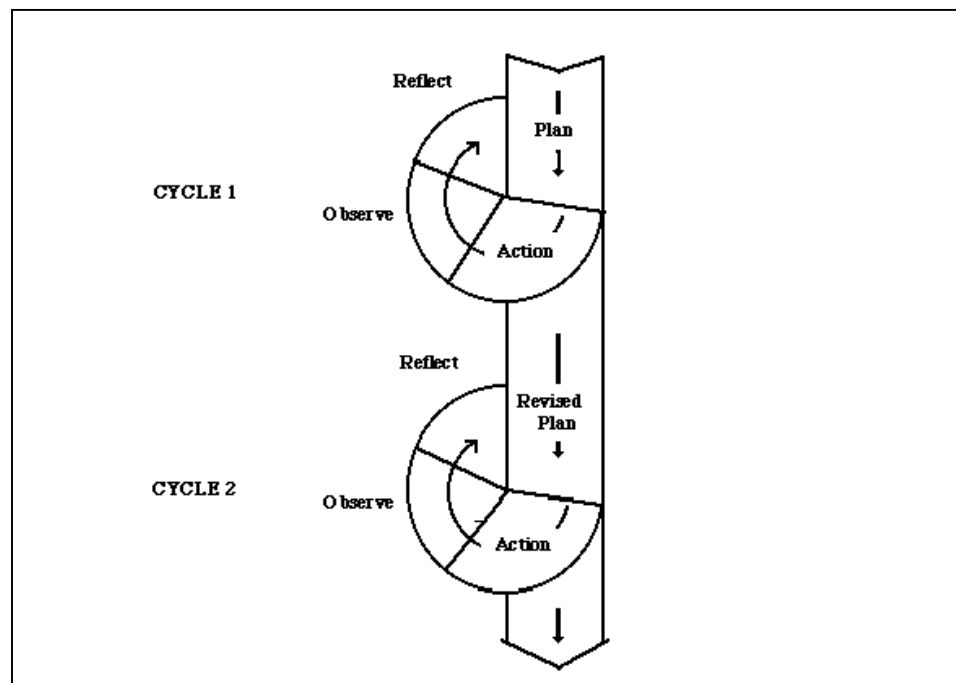 Reflect
Plan
CYCLE 1
Observe
Action
Reflect
Revised
Plan
CYCLE 2
Observe
Action